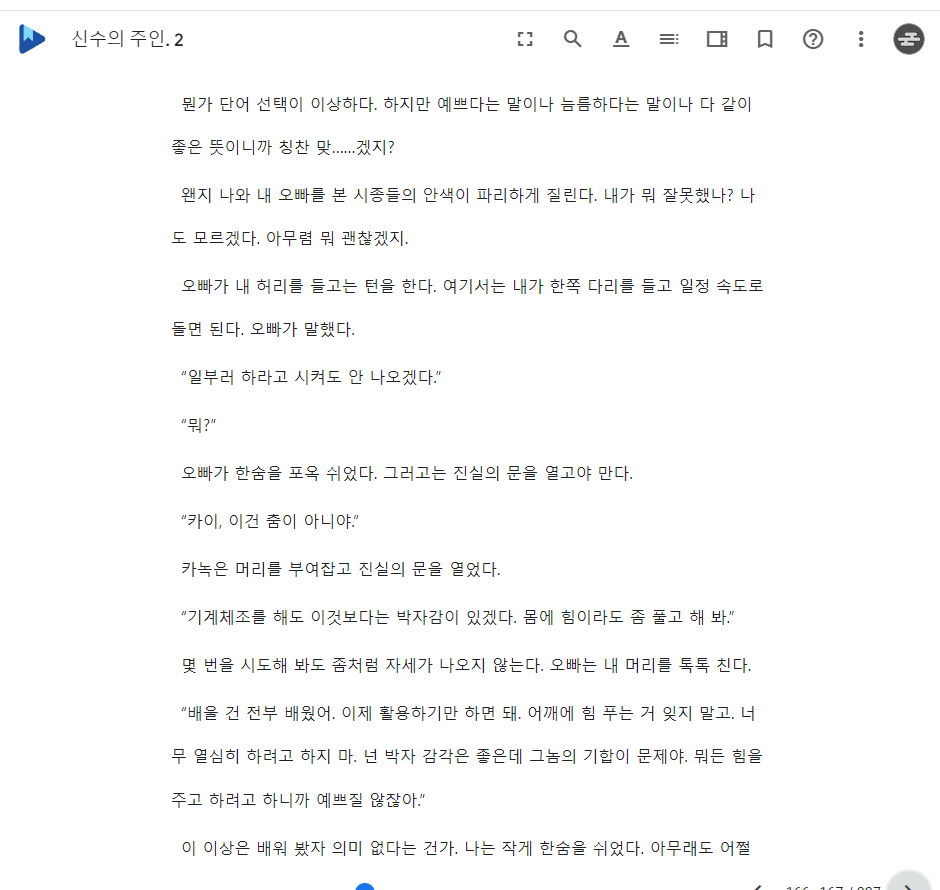 신수의 주인. 2
뭔가 단어 선택이 이상하다. 하지만 예쁘다는 말이나 늠름하다는 말이나 다 같이
좋은 뜻이니까 칭찬 맞……겠지?
왠지 나와 내 오빠를 본 시종들의 안색이 파리하게 질린다. 내가 뭐 잘못했나? 나
도 모르겠다. 아무렴 뭐 괜찮겠지.
오빠가 내 허리를 들고는 턴을 한다. 여기서는 내가 한쪽 다리를 들고 일정 속도로
돌면 된다. 오빠가 말했다.
“일부러 하라고 시켜도 안 나오겠다.”
“뭐?”
오빠가 한숨을 포옥 쉬었다. 그러고는 진실의 문을 열고야 만다.
“카이, 이건 춤이 아니야.”
카녹은 머리를 부여잡고 진실의 문을 열었다.
“기계체조를 해도 이것보다는 박자감이 있겠다. 몸에 힘이라도 좀 풀고 해 봐.”
몇 번을 시도해 봐도 좀처럼 자세가 나오지 않는다. 오빠는 내 머리를 톡톡 친다.
“배울 건 전부 배웠어. 이제 활용하기만 하면 돼. 어깨에 힘 푸는 거 잊지 말고. 너
무 열심히 하려고 하지 마. 넌 박자 감각은 좋은데 그놈의 기합이 문제야. 뭐든 힘을
주고 하려고 하니까 예쁘질 않잖아.”
이 이상은 배워 봤자 의미 없다는 건가. 나는 작게 한숨을 쉬었다. 아무래도 어쩔